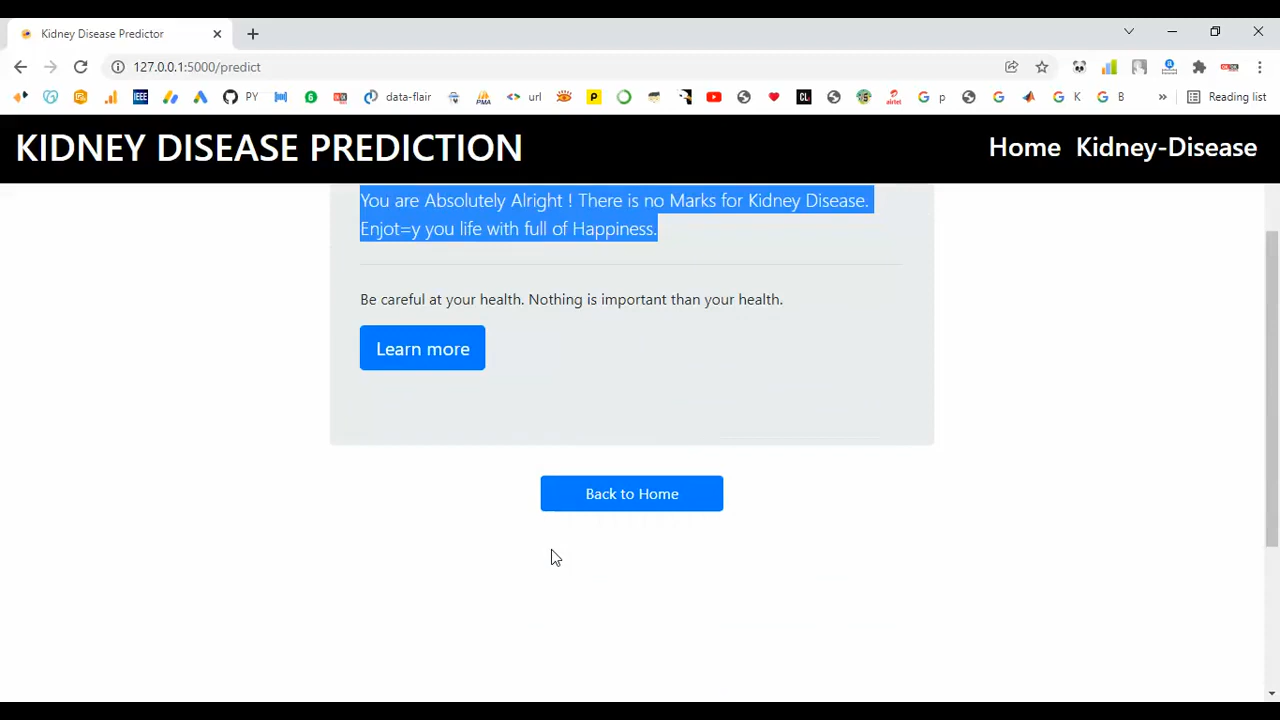 Kidney Disease Predictor
127.0.0.1:5000/predict
PY
data-flair
url
p
K
B
Reading list
KIDNEY DISEASE PREDICTION
Home Kidney-Disease
You are Absolutely Alright ! There is no Marks for Kidney Disease.
Enjot=y you life with full of Happiness.
Be careful at your health. Nothing is important than your health.
Learn more
Back to Home